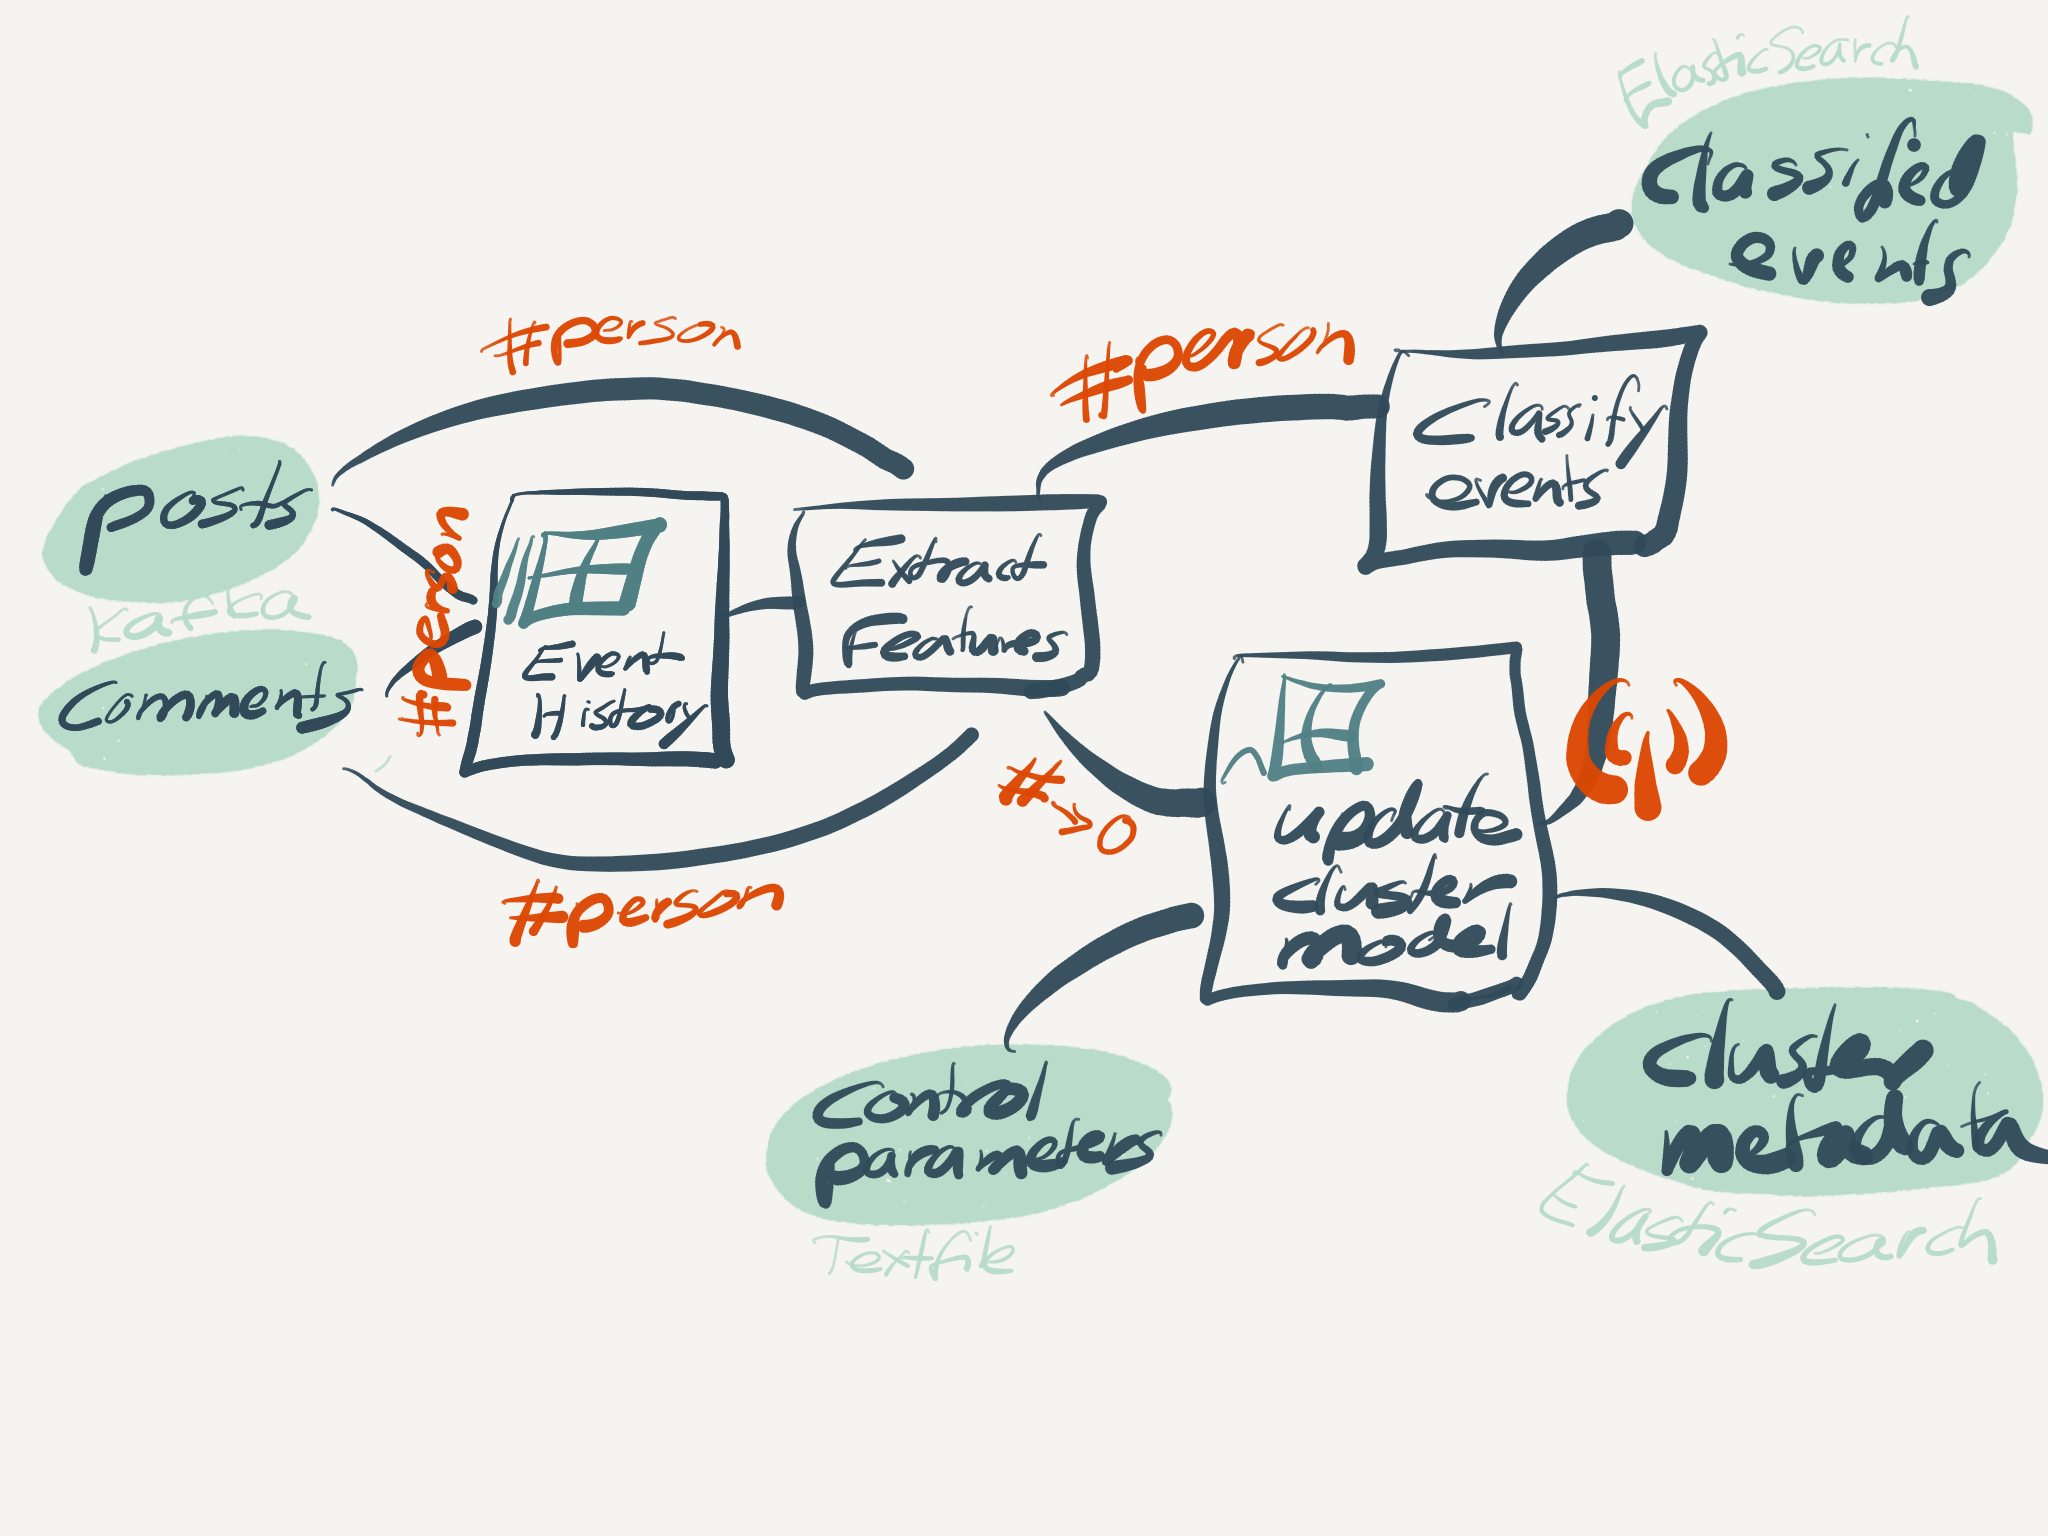 ElasticSearch
Classified
events
#person
#person
Classify
events
posts
Kafka
Comments
#person
Event
History
Extract
Features
#→0
update
cluster
model
#person
Control
parameters
Textfile
Cluster
metadata
ElasticSearch